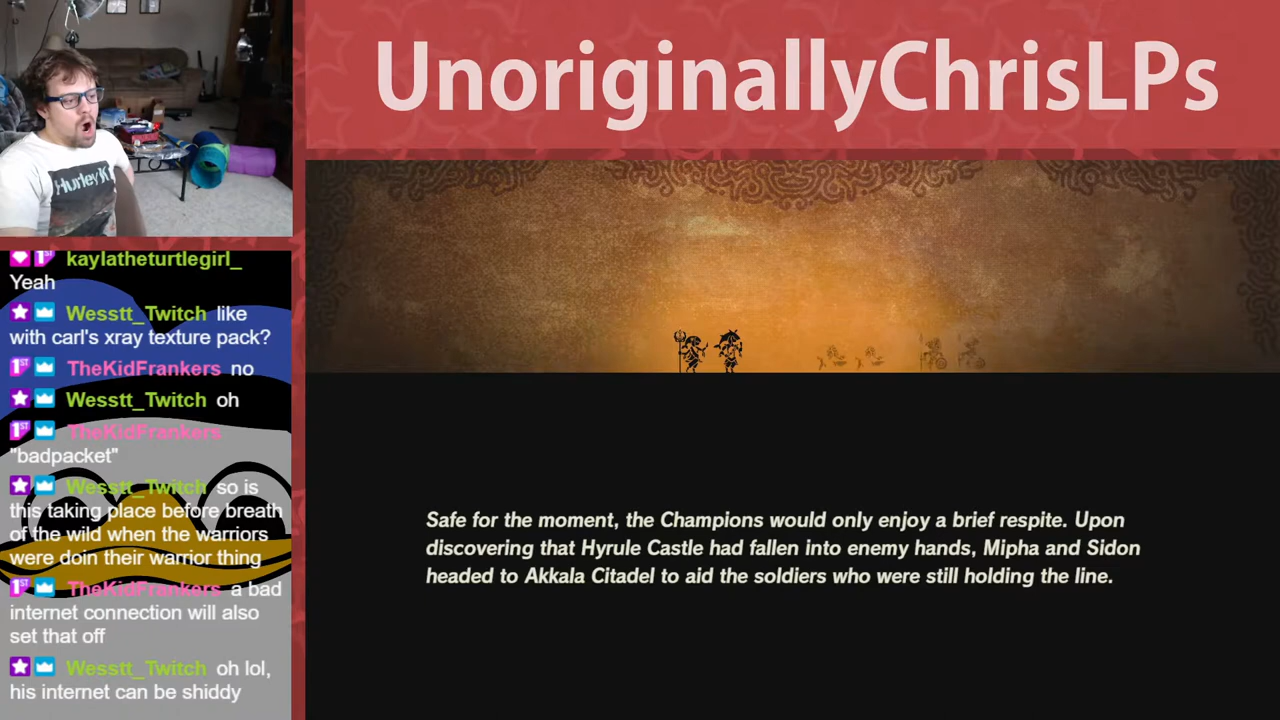 UnoriginallyChrisLPs
Hurley
kaylatheturtlegirl_
Yeah
Wesstt_Twitch like
with carl's xray texture pack?
TheKidFrankers no
Wesstt_Twitch oh
TheKidFrankers
"badpacket"
Wesstt_Twitch so is
this taking place before breath
of the wild when the warriors
were doin their warrior thing
TheKidFrankers a bad
internet connection will also
set that off
Wesstt_Twitch oh lol,
his internet can be shiddy
Safe for the moment, the Champions would only enjoy a brief respite. Upon
discovering that Hyrule Castle had fallen into enemy hands, Mipha and Sidon
headed to Akkala Citadel to aid the soldiers who were still holding the line.